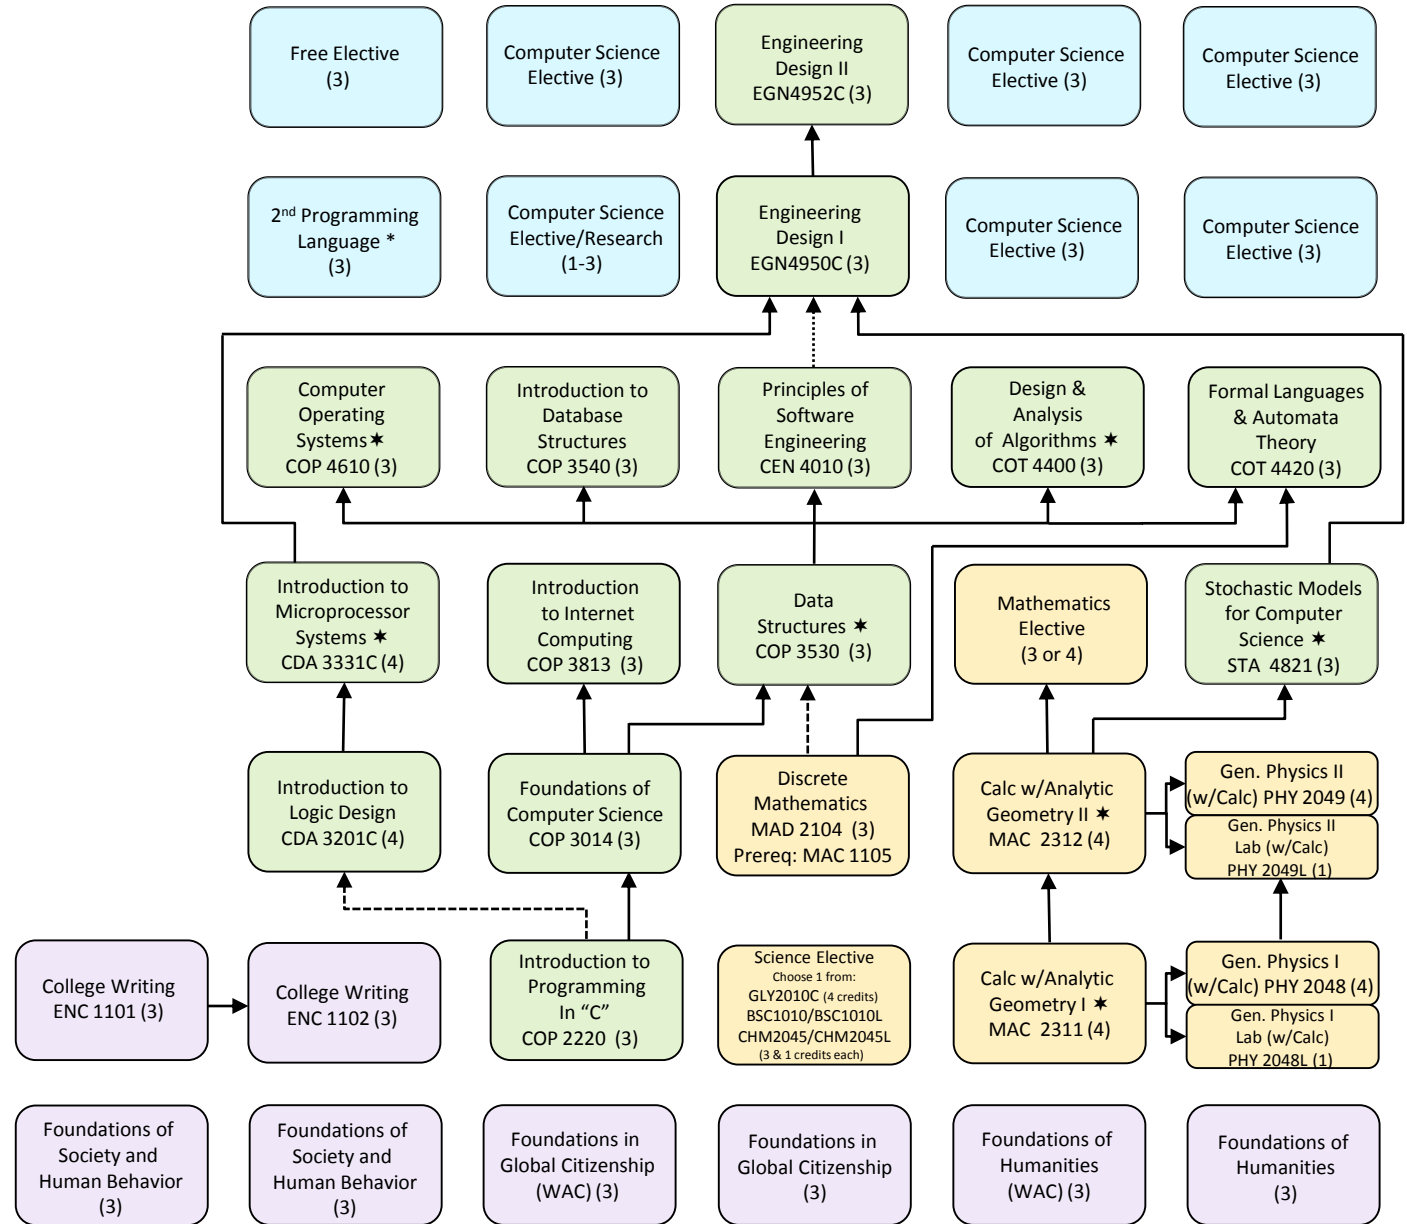 Free Elective
(3)
Computer Science
Elective (3)
Engineering
Design II
EGN4952C (3)
Computer Science
Elective (3)
Computer Science
Elective (3)
2nd Programming
Language *
(3)
Computer Science
Elective/Research
(1-3)
Engineering
Design I
EGN4950C (3)
Computer Science
Elective (3)
Computer Science
Elective (3)
Computer
Operating
Systems ★
COP 4610 (3)
Introduction to
Database
Structures
COP 3540 (3)
Principles of
Software
Engineering
CEN 4010 (3)
Design &
Analysis
of Algorithms ★
COT 4400 (3)
Formal Languages
& Automata
Theory
COT 4420 (3)
Introduction to
Microprocessor
Systems ★
CDA 3331C (4)
Introduction
to Internet
Computing
COP 3813 (3)
Data
Structures ★
COP 3530 (3)
Mathematics
Elective
(3 or 4)
Stochastic Models
for Computer
Science ★
STA 4821 (3)
Introduction to
Logic Design
CDA 3201C (4)
Foundations of
Computer Science
COP 3014 (3)
Discrete
Mathematics
MAD 2104 (3)
Prereq: MAC 1105
Calc w/Analytic
Geometry II ★
MAC 2312 (4)
Gen. Physics II
(w/Calc) PHY 2049 (4)
Gen. Physics II
Lab (w/Calc)
PHY 2049L (1)
College Writing
ENC 1101 (3)
College Writing
ENC 1102 (3)
Introduction to
Programming
In “C”
COP 2220 (3)
Science Elective
Choose 1 from:
GLY2010C (4 credits)
BSC1010/BSC1010L
CHM2045/CHM2045L
(3 & 1 credits each)
Calc w/Analytic
Geometry I ★
MAC 2311 (4)
Gen. Physics I
(w/Calc) PHY 2048 (4)
Gen. Physics I
Lab (w/Calc)
PHY 2048L (1)
Foundations of
Society and
Human Behavior
(3)
Foundations of
Society and
Human Behavior
(3)
Foundations in
Global Citizenship
(WAC) (3)
Foundations in
Global Citizenship
(3)
Foundations of
Humanities
(WAC) (3)
Foundations of
Humanities
(3)